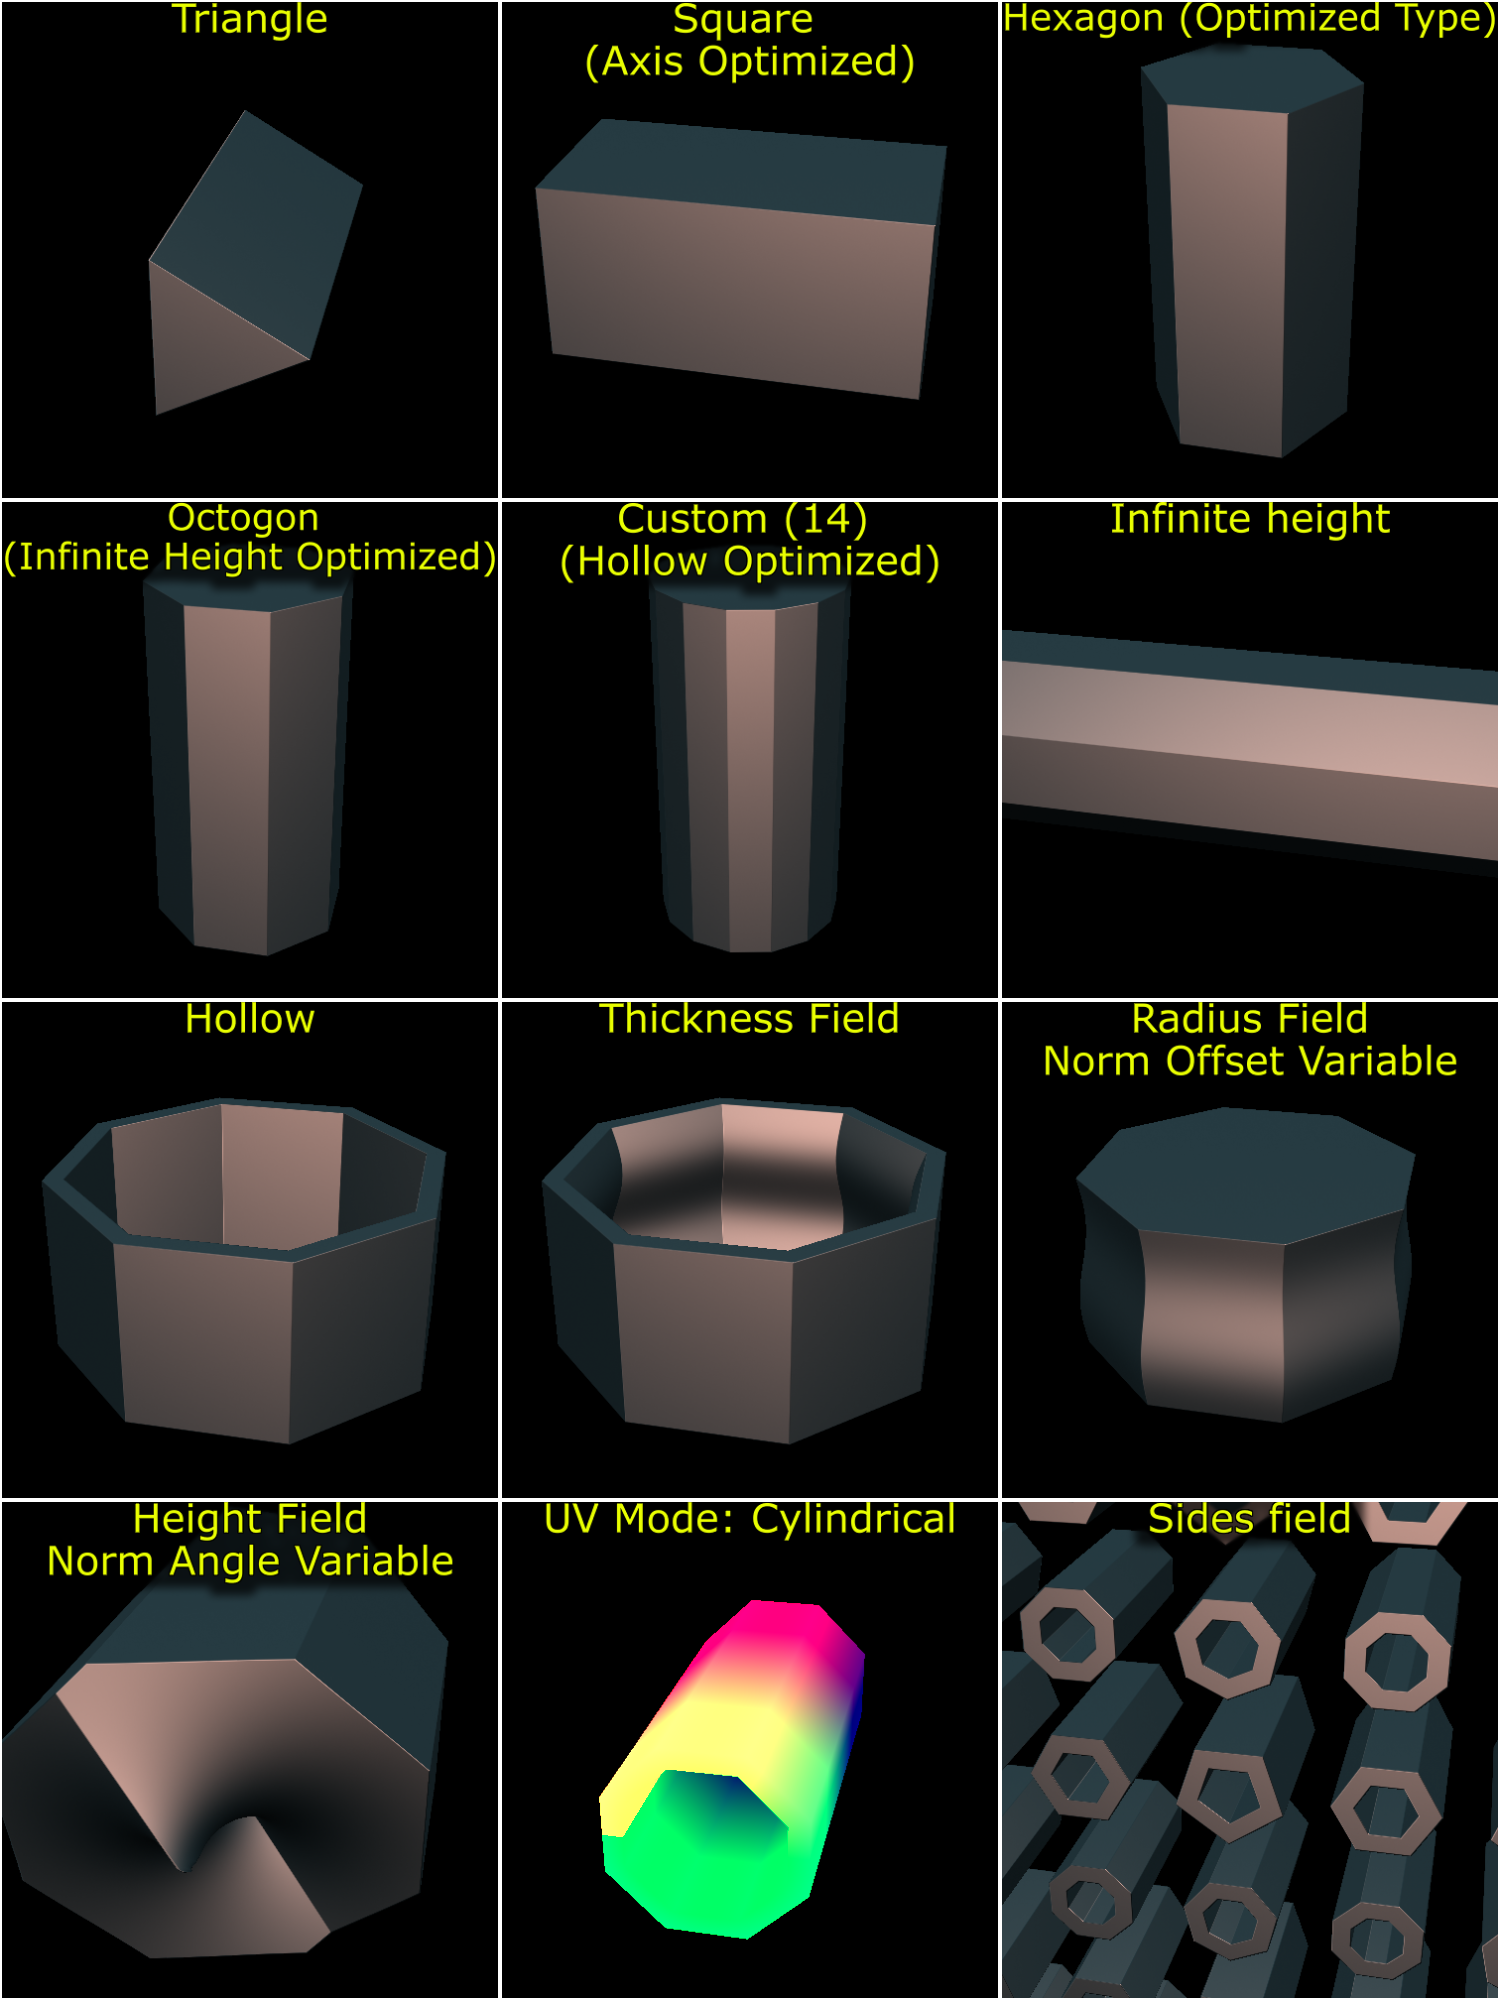 Triangle
Square
(Axis Optimized)
Hexagon (Optimized Type)
Octogon
(Infinite Height Optimized)
Custom (14)
(Hollow Optimized)
Infinite height
Hollow
Thickness Field
Radius Field
Norm Offset Variable
Height Field
Norm Angle Variable
UV Mode: Cylindrical
Sides field